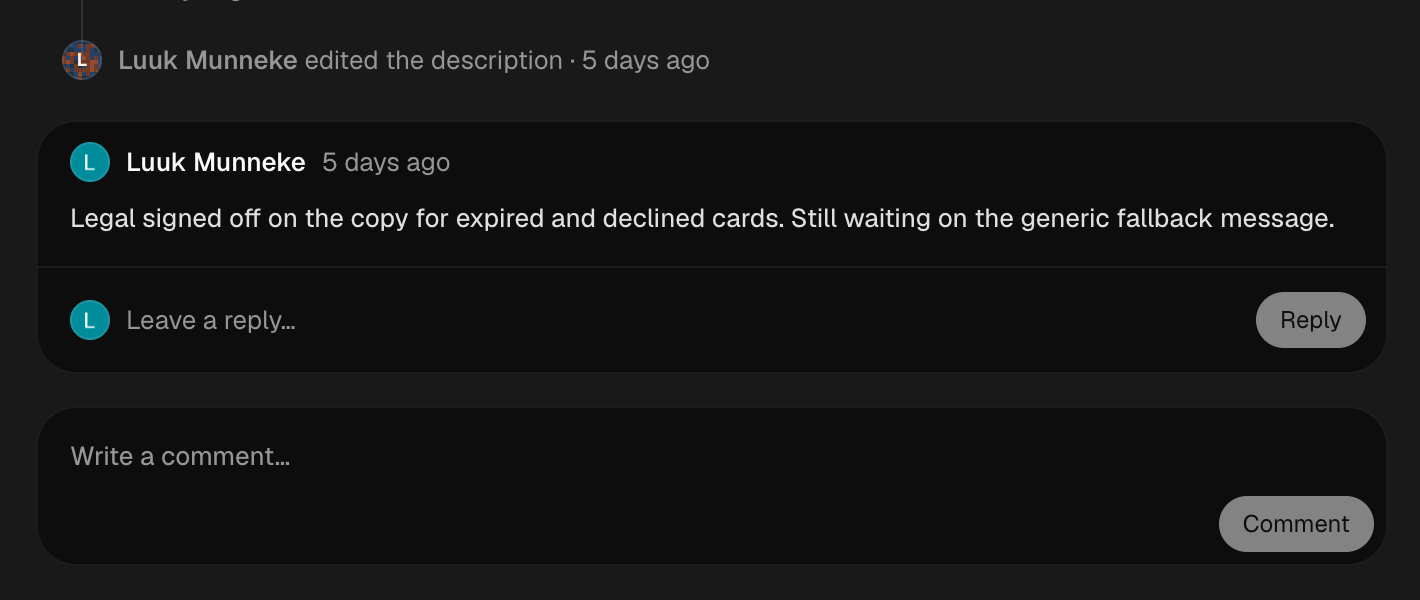 L Luuk Munneke edited the description · 5 days ago
L Luuk Munneke 5 days ago
Legal signed off on the copy for expired and declined cards. Still waiting on the generic fallback message.
L Leave a reply… Reply
Write a comment…
Comment